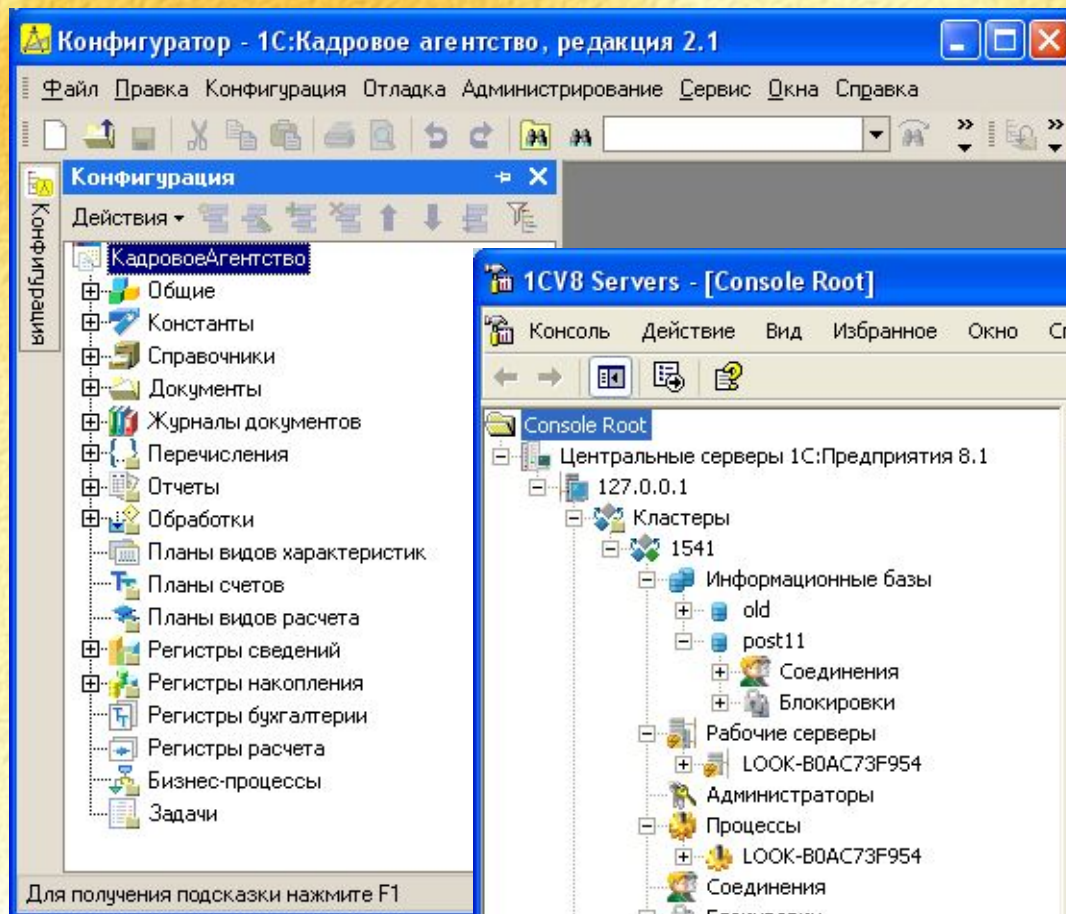 Конфигуратор - 1С:Кадровое агентство, редакция 2.1
Файл Правка Конфигурация Отладка Администрирование Сервис Окна Справка
Конфигурация
Конфигурация
Действия
КадровоеАгентство
Общие
Константы
Справочники
Документы
Журналы документов
Перечисления
Отчеты
Обработки
Планы видов характеристик
Планы счетов
Планы видов расчета
Регистры сведений
Регистры накопления
Регистры бухгалтерии
Регистры расчета
Бизнес-процессы
Задачи
Для получения подсказки нажмите F1
1CV8 Servers - [Console Root]
Консоль Действие Вид Избранное Окно
Console Root
Центральные серверы 1С:Предприятия 8.1
127.0.0.1
Кластеры
1541
Информационные базы
old
post11
Соединения
Блокировки
Рабочие серверы
LOOK-B0AC73F954
Администраторы
Процессы
LOOK-B0AC73F954
Соединения